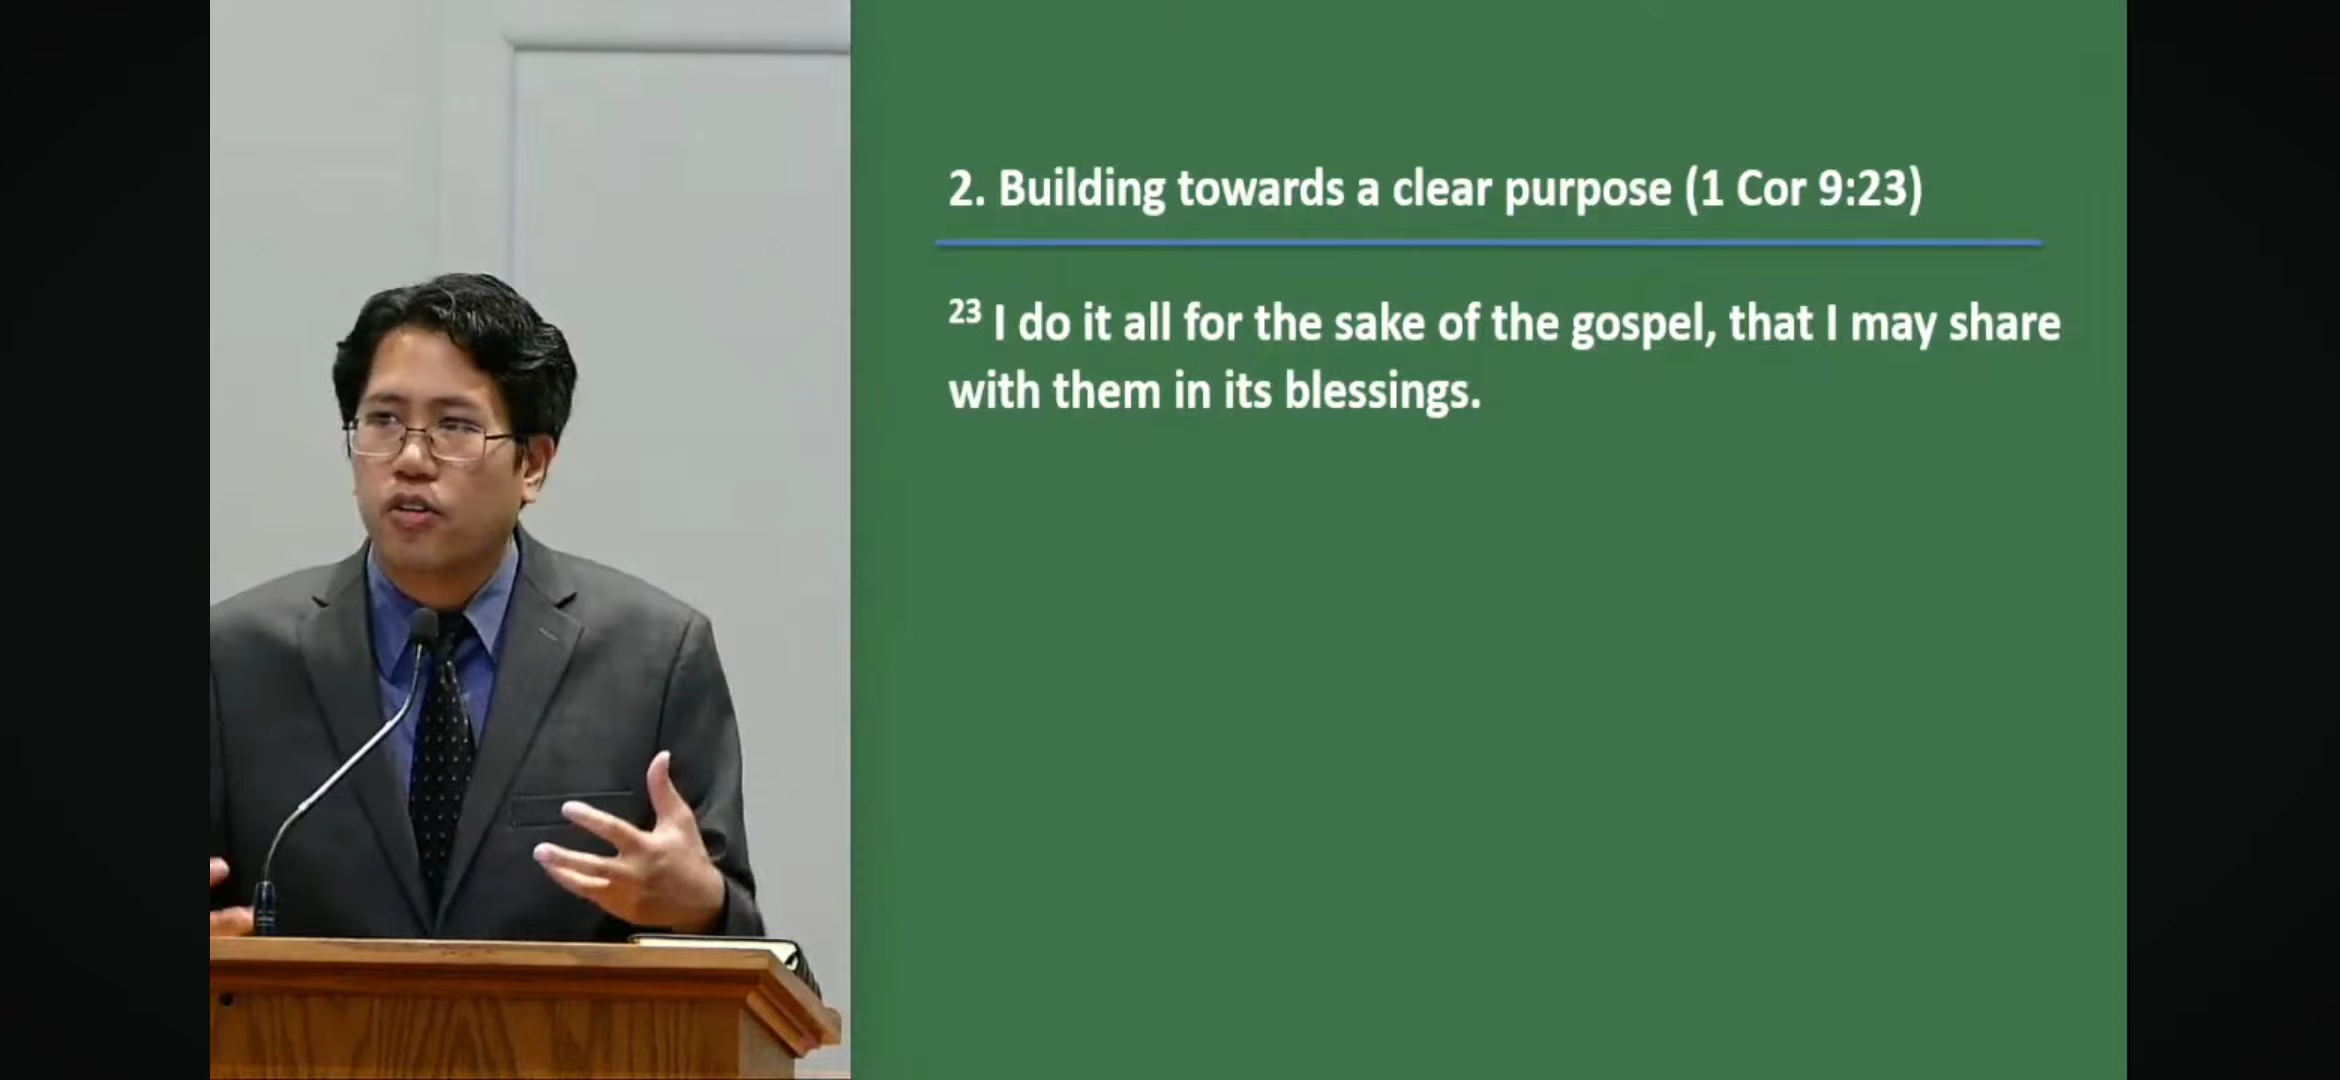 2. Building towards a clear purpose (1 Cor 9:23)
23 I do it all for the sake of the gospel, that I may share
with them in its blessings.